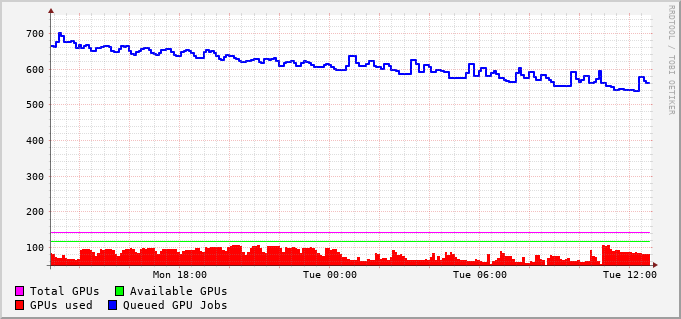 RRDTOOL / TOBI OETIKER
700
600
500
400
300
200
100
Mon 18:00 Tue 00:00 Tue 06:00 Tue 12:00
Total GPUs Available GPUs
GPUs used Queued GPU Jobs